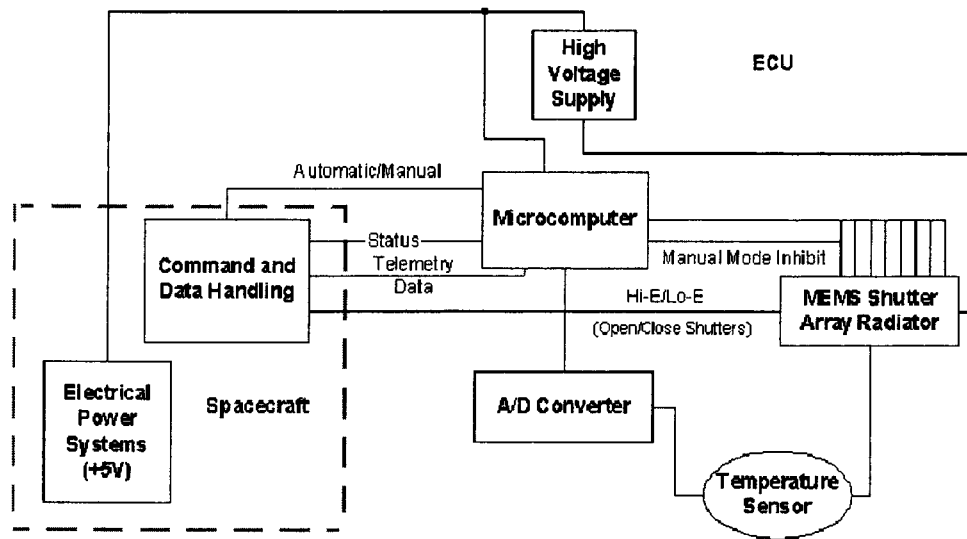 High
Voltage
Supply
ECU
Automatic/Manual
Microcomputer
Status
Telemetry
Data
Command and
Data Handling
Manual Mode Inhibit
Hi-E/Lo-E
(Open/Close Shutters)
MEMS Shutter
Array Radiator
Electrical
Power
Systems
(+5V)
Spacecraft
A/D Converter
Temperature
Sensor